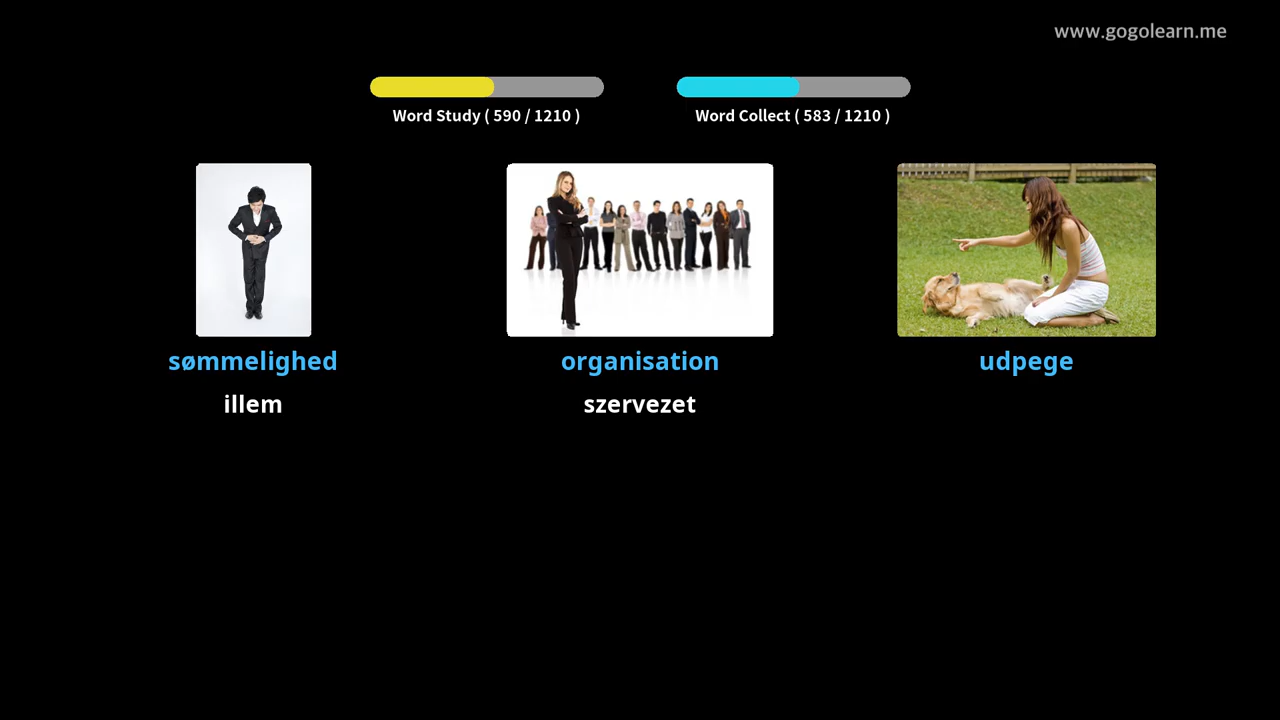 www.gogolearn.me
Word Study ( 590 / 1210 )
Word Collect ( 583 / 1210 )
sømmelighed
organisation
udpege
illem
szervezet